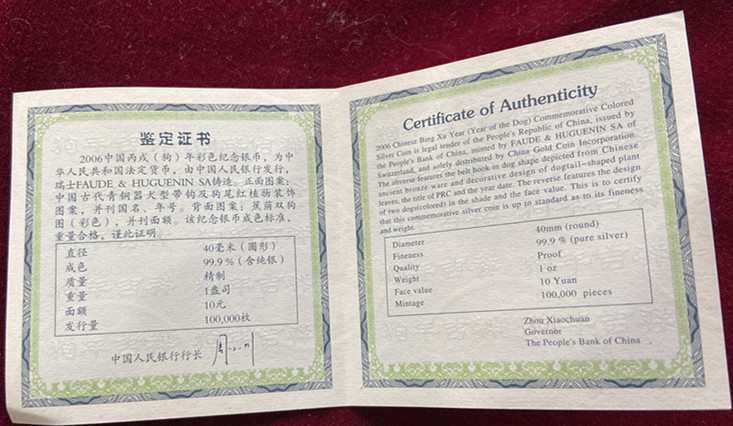 鉴定证书
2006中国丙戌（狗）年彩色纪念银币，为中
华人民共和国法定货币，由中国人民银行发行，
瑞士FAUDE & HUGUENIN SA铸造。正面图案：
中国古代青铜器犬型带钩及狗尾红植物装饰
图案，并刊国名、年号。背面图案：蕉荫双狗
图（彩色），并刊面额。该纪念银币成色标准，
重量合格，谨此证明。
直径 40毫米（圆形）
成色 99.9%（含纯银）
质量 精制
重量 1盎司
面额 10元
发行量 100,000枚
中国人民银行行长
Certificate of Authenticity
2006 Chinese Bing Xu Year (Year of the Dog) Commemorative Colored
Silver Coin is legal tender of the People's Republic of China, issued by
the People's Bank of China, minted by FAUDE & HUGUENIN SA of
Switzerland, and solely distributed by China Gold Coin Incorporation.
The obverse features the belt hook in dog shape depicted from Chinese
ancient bronze ware and decorative design of dogtail-shaped plant
leaves, the title of PRC and the year date. The reverse features the design
of two dogs(colored) in the shade and the face value. This is to certify
that this commemorative silver coin is up to standard as to its fineness
and weight.
Diameter 40mm (round)
Fineness 99.9 % (pure silver)
Quality Proof
Weight 1 oz
Face value 10 Yuan
Mintage 100,000 pieces
Zhou Xiaochuan
Governor
The People's Bank of China